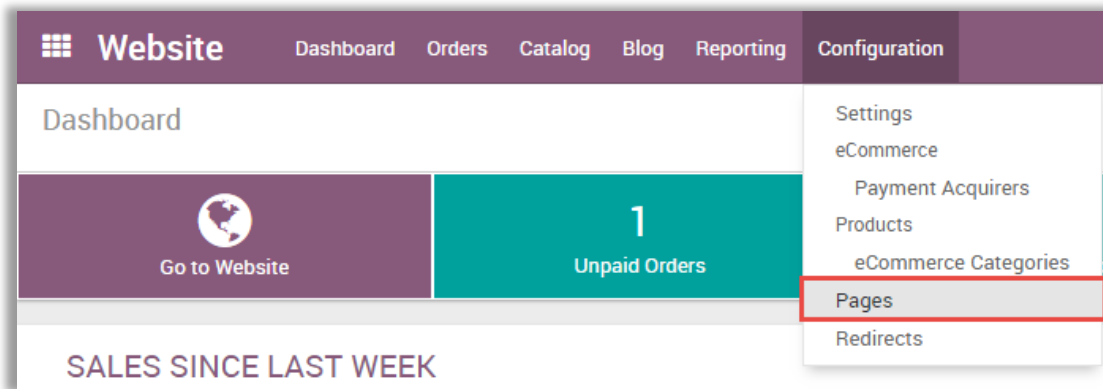 Website Dashboard Orders Catalog Blog Reporting Configuration
Dashboard
Settings
eCommerce
Payment Acquirers
Products
eCommerce Categories
Pages
Redirects
Go to Website
1
Unpaid Orders
SALES SINCE LAST WEEK